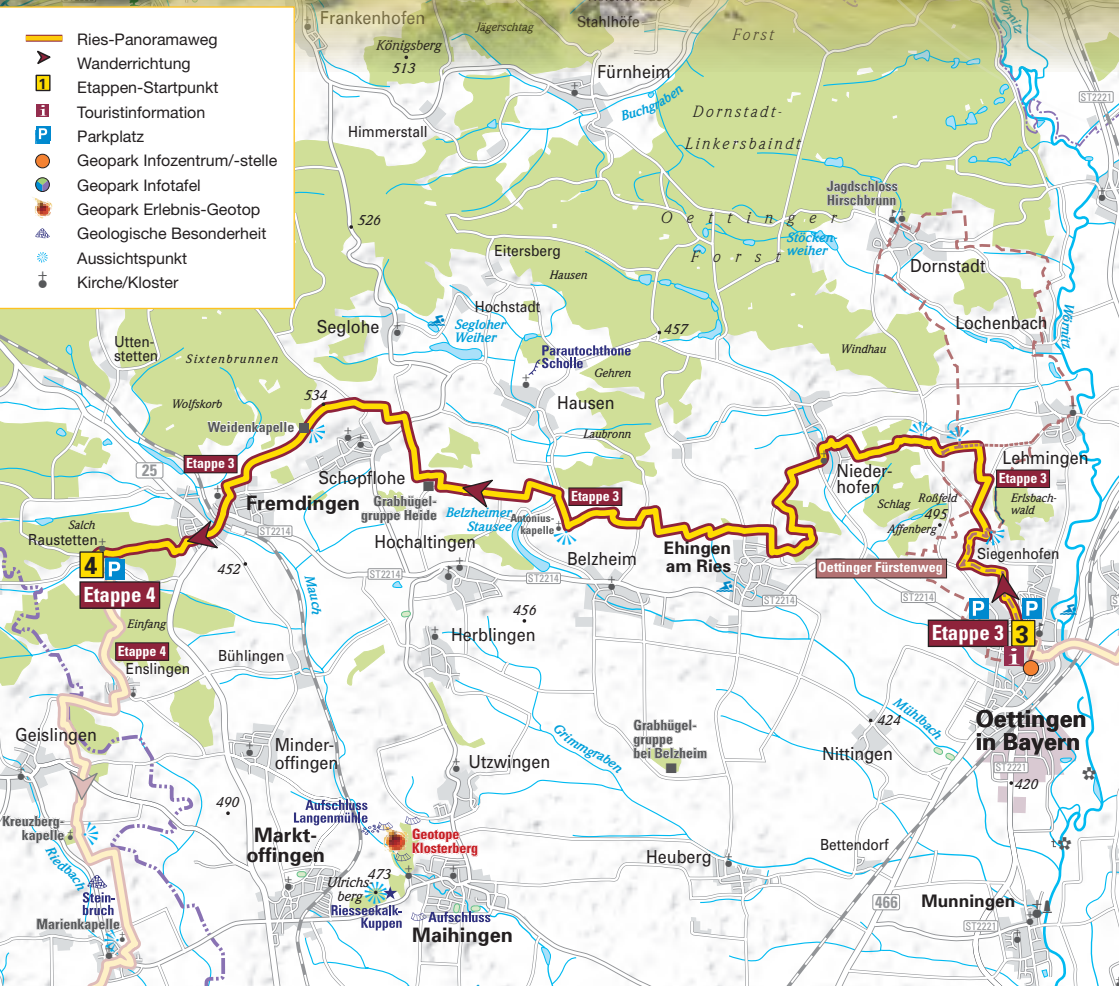 Ries-Panoramaweg
Wanderrichtung
1
Etappen-Startpunkt
i
Touristinformation
P
Parkplatz
Geopark Infozentrum/-stelle
Geopark Infotafel
Geopark Erlebnis-Geotop
Geologische Besonderheit
Aussichtspunkt
Kirche/Kloster
Frankenhofen
Jägerschtag
Stahlhöfe
Forst
Wörnitz
Königsberg
513
Fürnheim
Buchgraben
ST2221
Himmerstall
Dornstadt-
Linkersbaindt
Jagdschloss
Hirschbrunn
526
Oettinger
Forst
Stöcken-
weiher
Eitersberg
Hausen
Dornstadt
Hochstadt
Seglohe
Segloher
Weiher
457
Lochenbach
Wörnitz
Utten-
stetten
Sixtenbrunnen
Parautochthone
Scholle
Gehren
Windhau
Wolfskorb
534
Hausen
Weidenkapelle
Laubronn
Etappe 3
25
Schopflohe
Lehmingen
Nieder-
hofen
Etappe 3
Fremdingen
Grabhügel-
gruppe Heide
Etappe 3
Schlag
Roßfeld
495
Affenberg
Erlsbach-
wald
Belzheimer
Stausee
Antonius-
kapelle
Salch
Raustetten
ST2214
Hochaltingen
Belzheim
Ehingen
am Ries
Siegenhofen
4
P
452
ST2214
ST2214
Oettinger Fürstenweg
Etappe 4
Mauch
ST2214
ST2214
P
P
456
Einfang
Etappe 3
3
Herblingen
i
Etappe 4
Enslingen
Bühlingen
Geislingen
Minder-
offingen
Grimmgraben
Grabhügel-
gruppe
bei Belzheim
Mühlbach
424
Oettingen
in Bayern
Nittingen
Utzwingen
ST2221
420
490
Aufschluss
Langenmühle
Kreuzberg-
kapelle
Markt-
offingen
Geotope
Klosterberg
Bettendorf
Heuberg
Riedbach
473
Ulrichs-
berg
Stein-
bruch
Riesseekalk-
Kuppen
Aufschluss
Maihingen
466
Munningen
Marienkapelle
ST2221